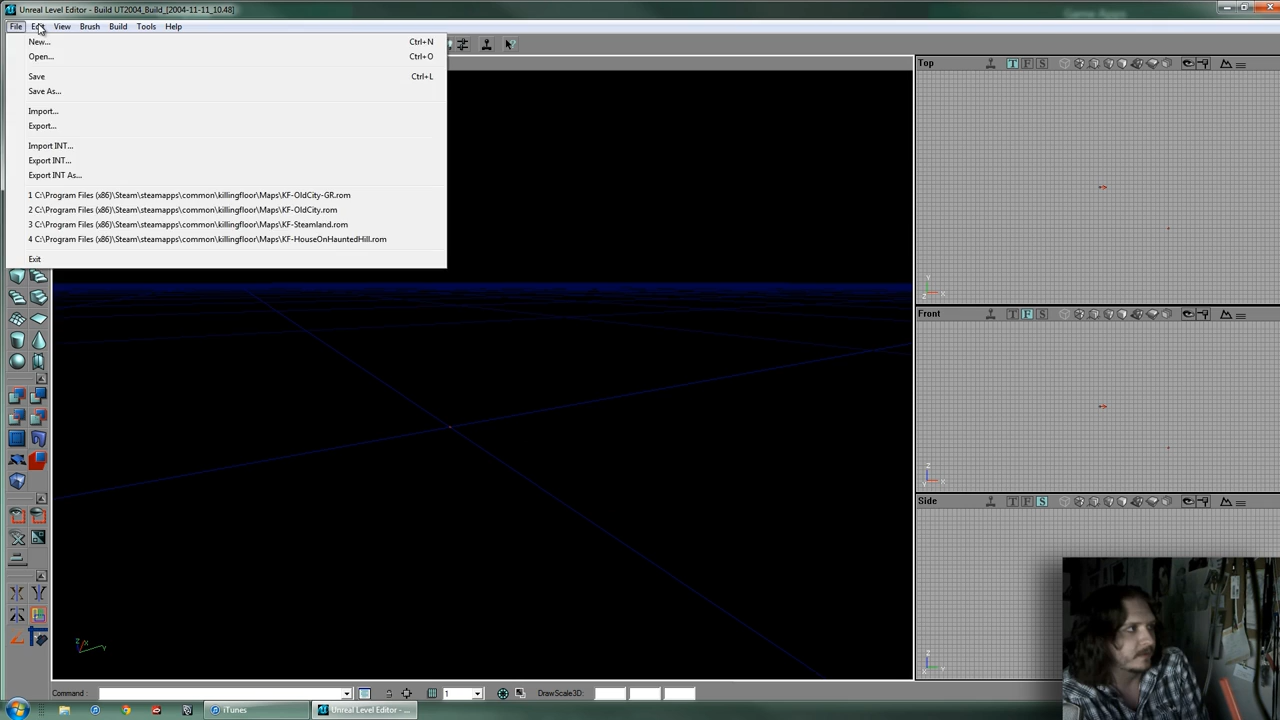 Unreal Level Editor - Build UT2004_Build_[2004-11-11_10.48]
File Edit View Brush Build Tools Help
New... Ctrl+N
Open... Ctrl+O
Save Ctrl+L
Save As...
Import...
Export...
Import INT...
Export INT...
Export INT As...
1 C:\Program Files (x86)\Steam\steamapps\common\killingfloor\Maps\KF-OldCity-GR.rom
2 C:\Program Files (x86)\Steam\steamapps\common\killingfloor\Maps\KF-OldCity.rom
3 C:\Program Files (x86)\Steam\steamapps\common\killingfloor\Maps\KF-Steamland.rom
4 C:\Program Files (x86)\Steam\steamapps\common\killingfloor\Maps\KF-HouseOnHauntedHill.rom
Exit
Top T F S
Y
Z X
Front T F S
Z
Y X
Side T F S
Z
X Y
Z X
Y
Command : 1 DrawScale3D:
iTunes Unreal Level Editor - ...